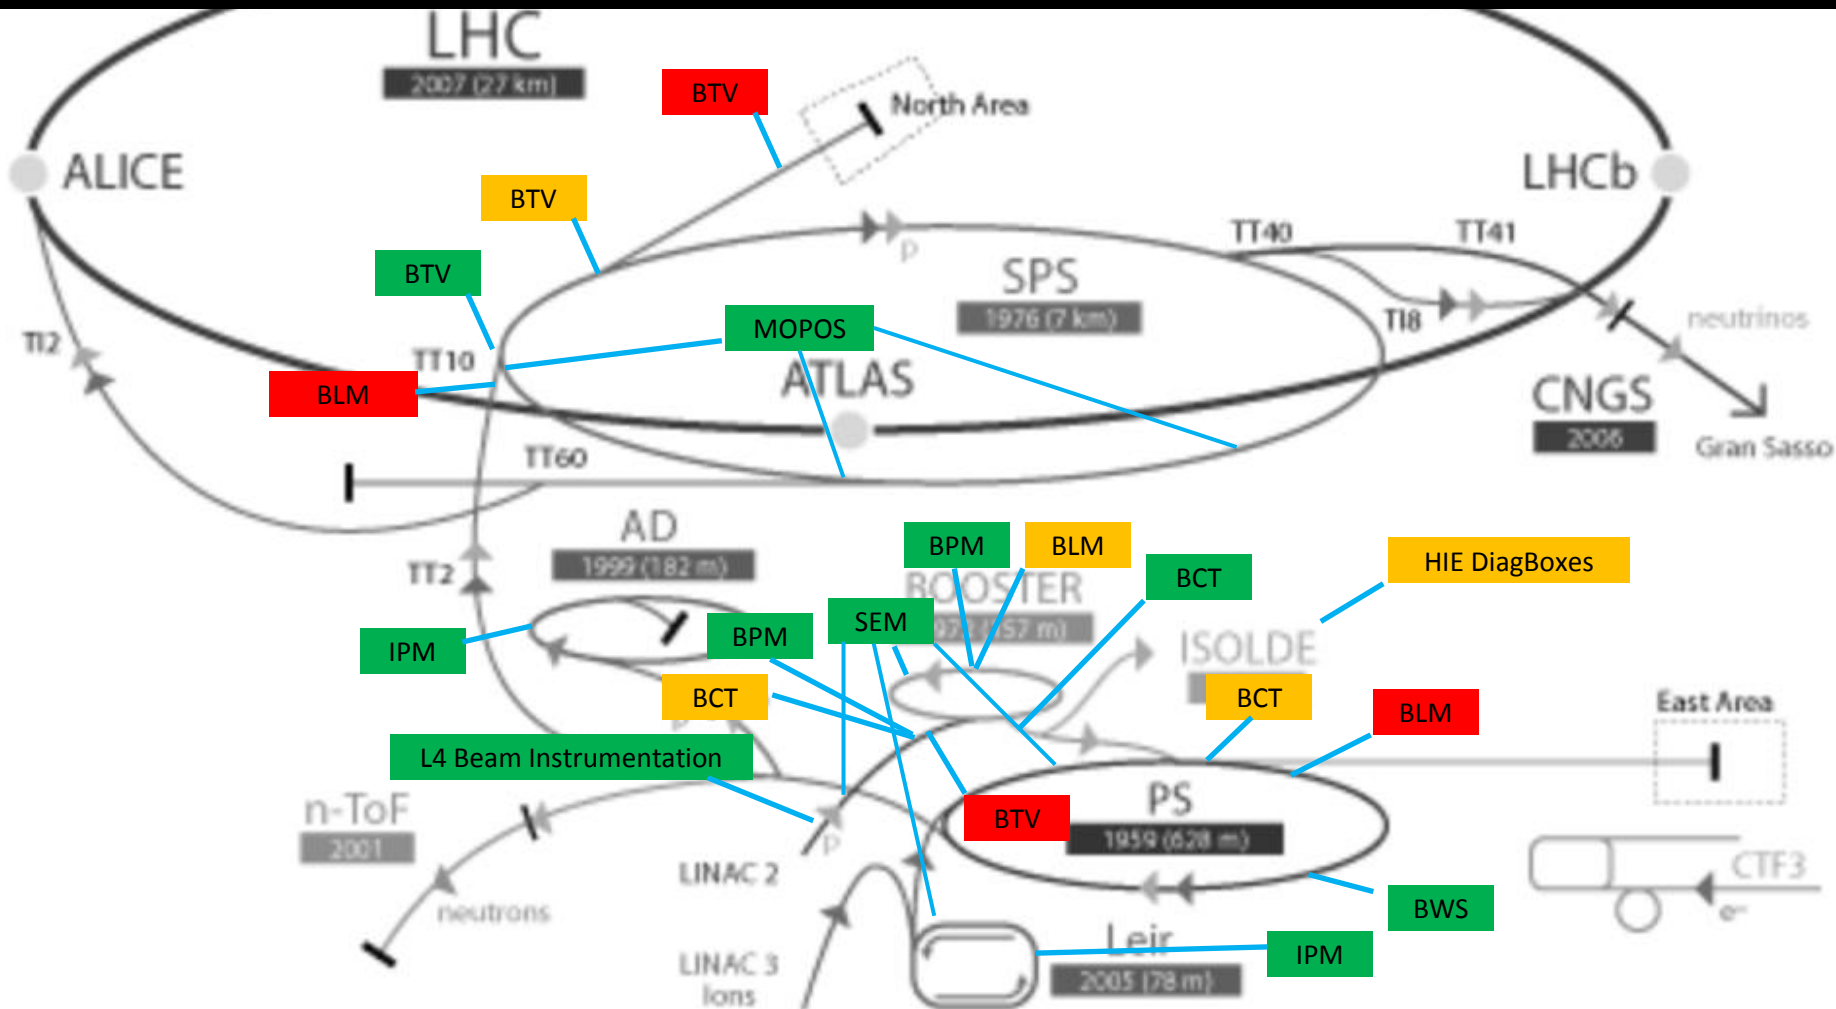 LHC
2007 (27 km)
BTV
North Area
ALICE
LHCb
BTV
P
TT40
TT41
BTV
SPS
1976 (7 km)
MOPOS
TI8
neutrinos
TI2
TT10
ATLAS
BLM
CNGS
2006
Gran Sasso
TT60
AD
1999 (182 m)
BPM
BLM
HIE DiagBoxes
TT2
BCT
BOOSTER
SEM
157 m)
BPM
IPM
ISOLDE
BCT
BCT
BLM
East Area
L4 Beam Instrumentation
n-ToF
2001
PS
1959 (628 m)
BTV
P
LINAC 2
CTF3
e-
neutrons
BWS
Leir
2005 (78 m)
IPM
LINAC 3
Ions